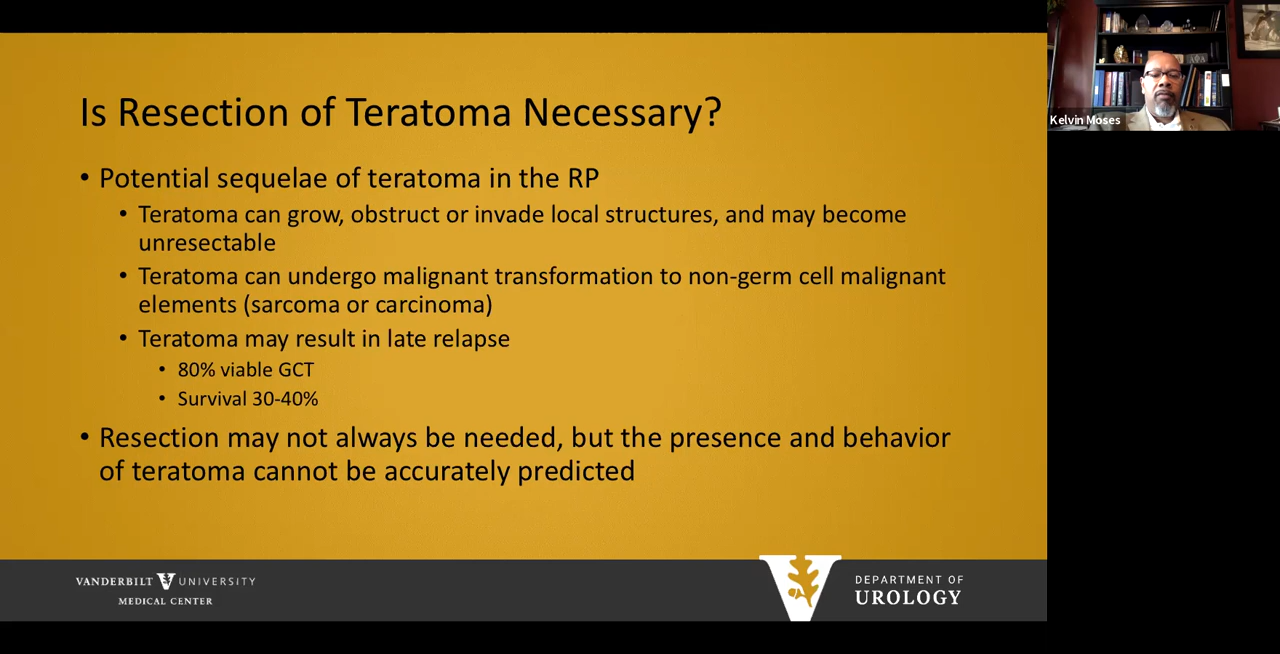 Is Resection of Teratoma Necessary?
• Potential sequelae of teratoma in the RP
• Teratoma can grow, obstruct or invade local structures, and may become
unresectable
• Teratoma can undergo malignant transformation to non-germ cell malignant
elements (sarcoma or carcinoma)
• Teratoma may result in late relapse
• 80% viable GCT
• Survival 30-40%
• Resection may not always be needed, but the presence and behavior
of teratoma cannot be accurately predicted
VANDERBILT V UNIVERSITY
MEDICAL CENTER
V
DEPARTMENT OF
UROLOGY
Kelvin Moses